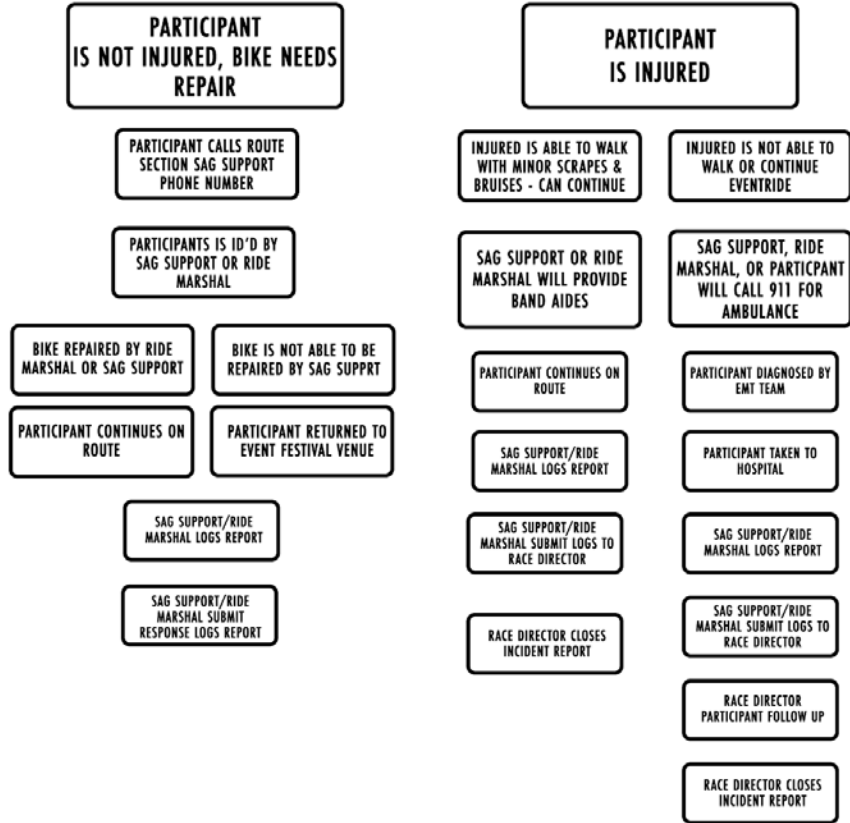 PARTICIPANT
IS NOT INJURED, BIKE NEEDS
REPAIR
PARTICIPANT CALLS ROUTE
SECTION SAG SUPPORT
PHONE NUMBER
PARTICIPANTS IS ID'D BY
SAG SUPPORT OR RIDE
MARSHAL
BIKE REPAIRED BY RIDE
MARSHAL OR SAG SUPPORT
BIKE IS NOT ABLE TO BE
REPAIRED BY SAG SUPPRT
PARTICIPANT CONTINUES ON
ROUTE
PARTICIPANT RETURNED TO
EVENT FESTIVAL VENUE
SAG SUPPORT/RIDE
MARSHAL LOGS REPORT
SAG SUPPORT/RIDE
MARSHAL SUBMIT
RESPONSE LOGS REPORT
PARTICIPANT
IS INJURED
INJURED IS ABLE TO WALK
WITH MINOR SCRAPES &
BRUISES - CAN CONTINUE
SAG SUPPORT OR RIDE
MARSHAL WILL PROVIDE
BAND AIDES
PARTICIPANT CONTINUES ON
ROUTE
SAG SUPPORT/RIDE
MARSHAL LOGS REPORT
SAG SUPPORT/RIDE
MARSHAL SUBMIT LOGS TO
RACE DIRECTOR
RACE DIRECTOR CLOSES
INCIDENT REPORT
INJURED IS NOT ABLE TO
WALK OR CONTINUE
EVENTRIDE
SAG SUPPORT, RIDE
MARSHAL, OR PARTICPANT
WILL CALL 911 FOR
AMBULANCE
PARTICIPANT DIAGNOSED BY
EMT TEAM
PARTICIPANT TAKEN TO
HOSPITAL
SAG SUPPORT/RIDE
MARSHAL LOGS REPORT
SAG SUPPORT/RIDE
MARSHAL SUBMIT LOGS TO
RACE DIRECTOR
RACE DIRECTOR
PARTICIPANT FOLLOW UP
RACE DIRECTOR CLOSES
INCIDENT REPORT